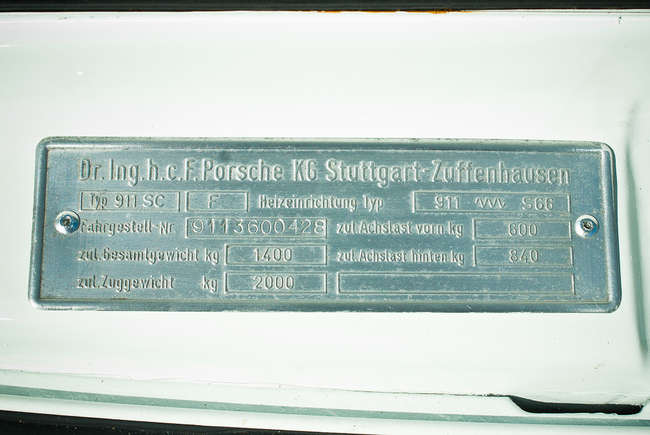 Dr. Ing. h. c. F. Porsche KG Stuttgart-Zuffenhausen
Typ 911 SC F Heizeinrichtung Typ 911 S66
Fahrgestell-Nr. 9113600428 zul. Achslast vorn kg 600
zul. Gesamtgewicht kg 1400 zul. Achslast hinten kg 840
zul. Zuggewicht kg 2000